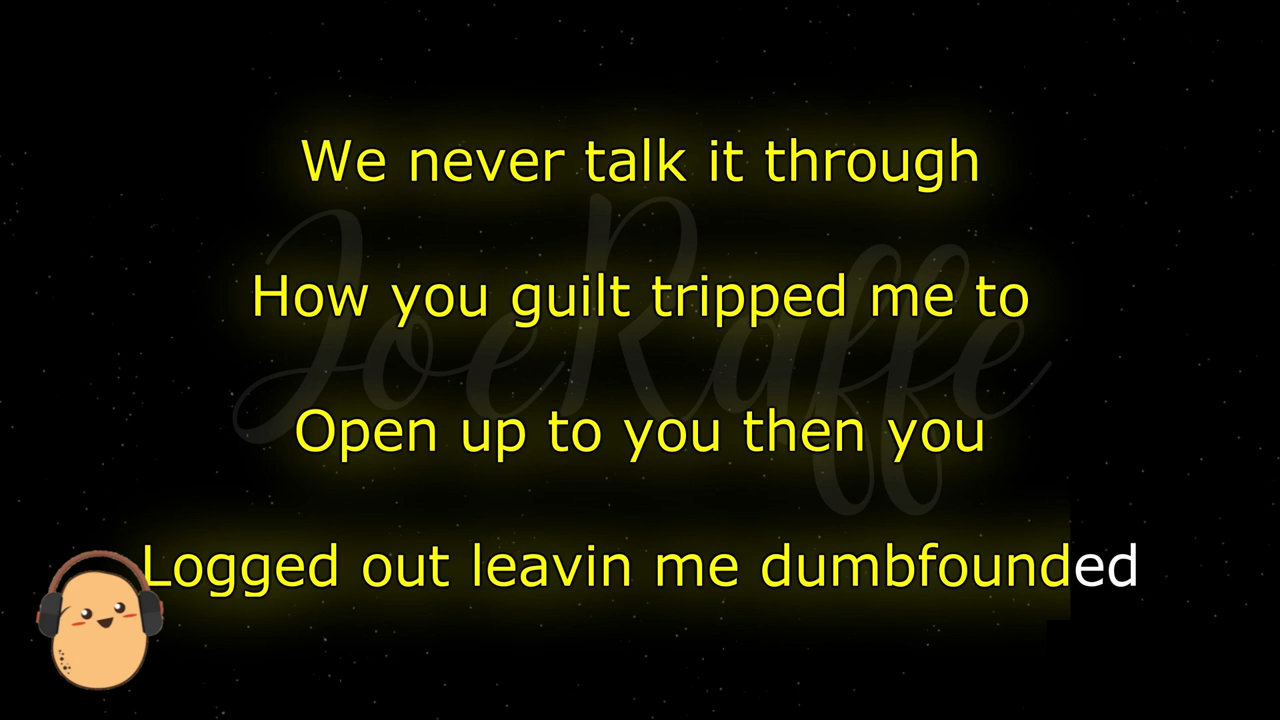 We never talk it through
How you guilt tripped me to
Open up to you then you
Logged out leavin me dumbfounded
JoeRaffe